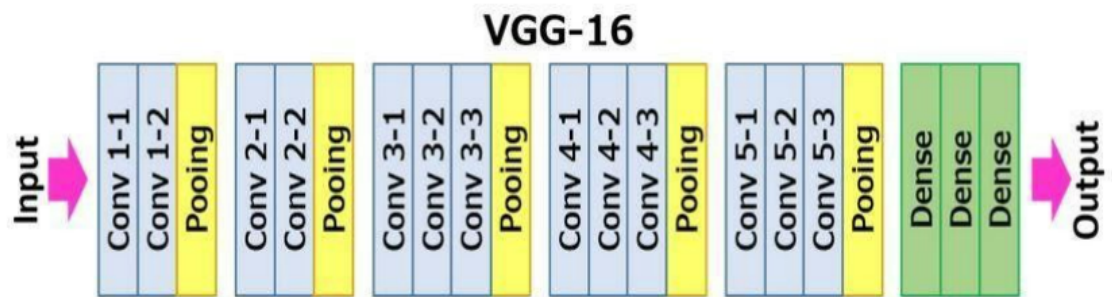 VGG-16
Input
Conv 1-1
Conv 1-2
Pooing
Conv 2-1
Conv 2-2
Pooing
Conv 3-1
Conv 3-2
Conv 3-3
Pooing
Conv 4-1
Conv 4-2
Conv 4-3
Pooing
Conv 5-1
Conv 5-2
Conv 5-3
Pooing
Dense
Dense
Dense
Output